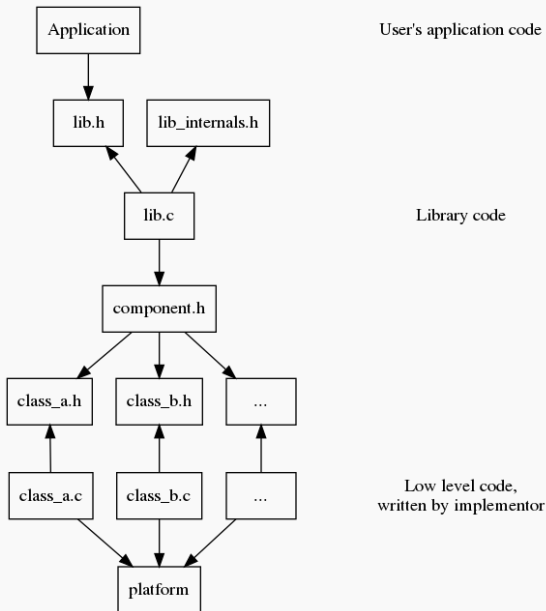 Application
User's application code
lib.h
lib_internals.h
lib.c
Library code
component.h
class_a.h
class_b.h
...
class_a.c
class_b.c
...
Low level code,
written by implementor
platform